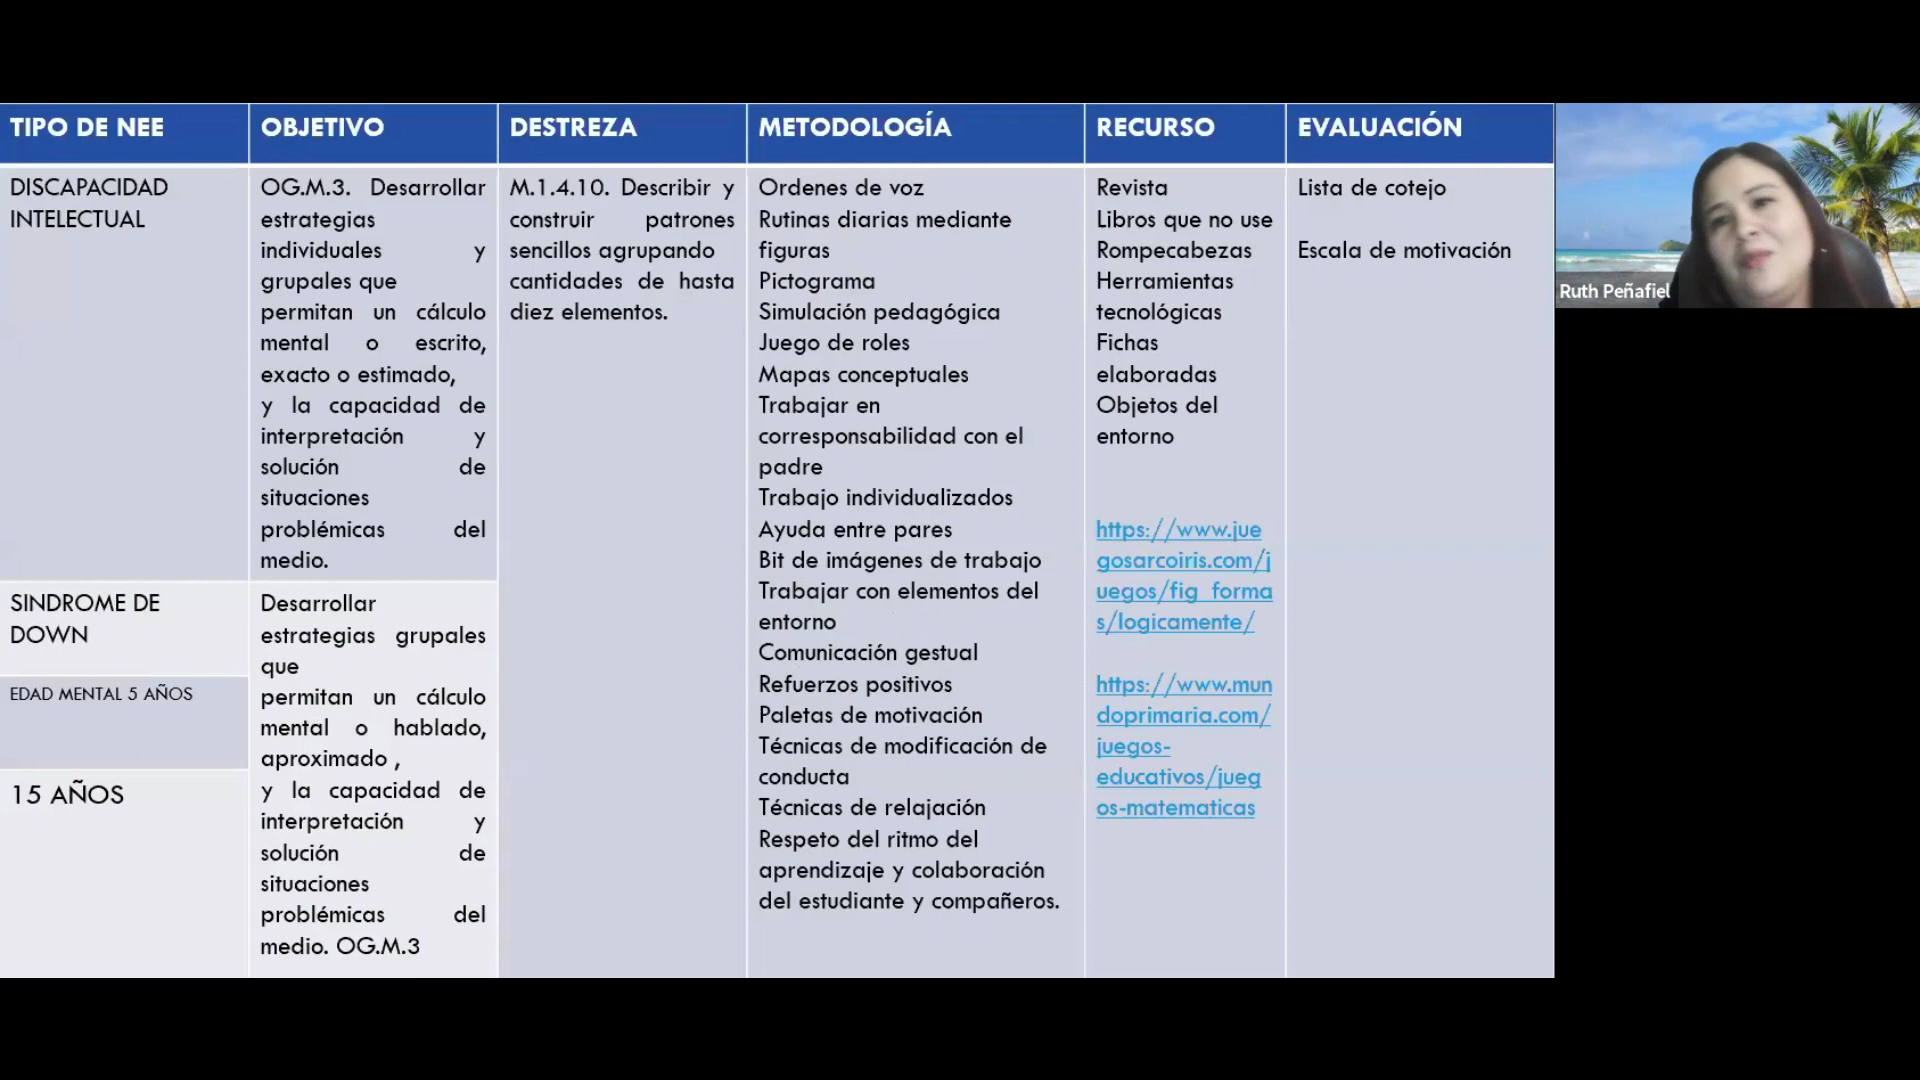 TIPO DE NEE
OBJETIVO
DESTREZA
METODOLOGÍA
RECURSO
EVALUACIÓN
DISCAPACIDAD
INTELECTUAL
OG.M.3. Desarrollar
estrategias
individuales y
grupales que
permitan un cálculo
mental o escrito,
exacto o estimado,
y la capacidad de
interpretación y
solución de
situaciones
problémicas del
medio.
M.1.4.10. Describir y
construir patrones
sencillos agrupando
cantidades de hasta
diez elementos.
Ordenes de voz
Rutinas diarias mediante
figuras
Pictograma
Simulación pedagógica
Juego de roles
Mapas conceptuales
Trabajar en
corresponsabilidad con el
padre
Trabajo individualizados
Ayuda entre pares
Bit de imágenes de trabajo
Trabajar con elementos del
entorno
Comunicación gestual
Refuerzos positivos
Paletas de motivación
Técnicas de modificación de
conducta
Técnicas de relajación
Respeto del ritmo del
aprendizaje y colaboración
del estudiante y compañeros.
Revista
Libros que no use
Rompecabezas
Herramientas
tecnológicas
Fichas
elaboradas
Objetos del
entorno
https://www.jue
gosarcoiris.com/j
uegos/fig_forma
s/logicamente/
https://www.mun
doprimaria.com/
juegos-
educativos/jueg
os-matematicas
Lista de cotejo
Escala de motivación
SINDROME DE
DOWN
EDAD MENTAL 5 AÑOS
15 AÑOS
Desarrollar
estrategias grupales
que
permitan un cálculo
mental o hablado,
aproximado ,
y la capacidad de
interpretación y
solución de
situaciones
problémicas del
medio. OG.M.3
Ruth Peñafiel